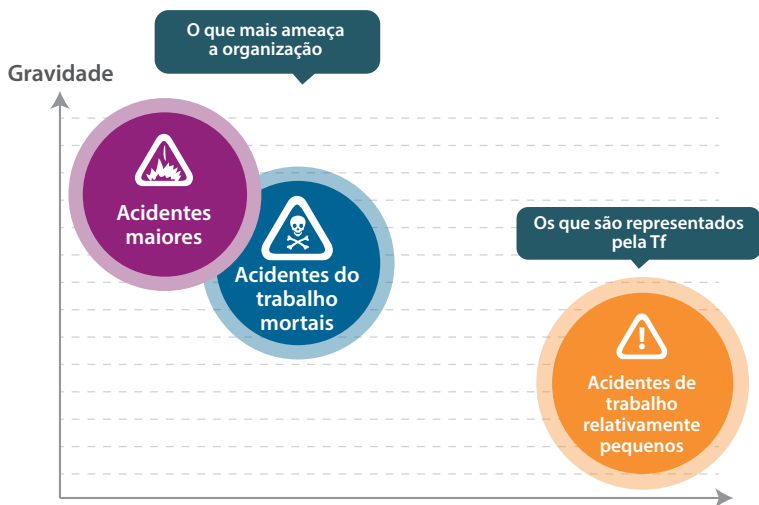 O que mais ameaça
a organização
Gravidade
Acidentes
maiores
Acidentes do
trabalho
mortais
Os que são representados
pela Tf
Acidentes de
trabalho
relativamente
pequenos